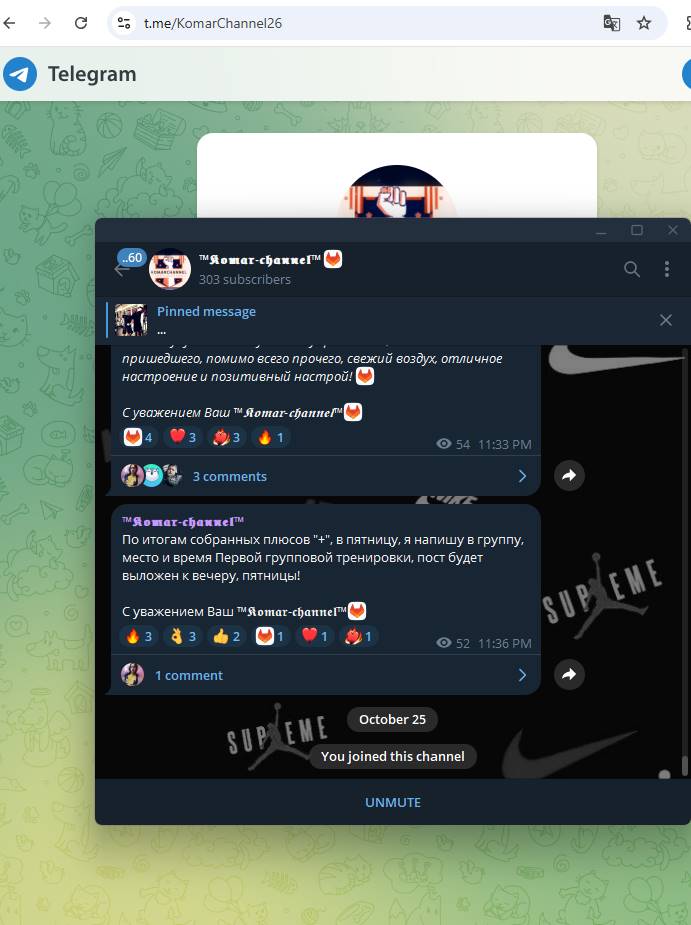 t.me/KomarChannel26
Telegram
..60
KOMARCHANNEL
™𝕶𝖔𝖒𝖆𝖗-𝖈𝖍𝖆𝖓𝖓𝖊𝖑™
303 subscribers
Pinned message
...
пришедшего, помимо всего прочего, свежий воздух, отличное
настроение и позитивный настрой!
С уважением Ваш ™𝕶𝖔𝖒𝖆𝖗-𝖈𝖍𝖆𝖓𝖓𝖊𝖑™
4 3 3 1 54 11:33 PM
3 comments
™𝕶𝖔𝖒𝖆𝖗-𝖈𝖍𝖆𝖓𝖓𝖊𝖑™
По итогам собранных плюсов "+", в пятницу, я напишу в группу,
место и время Первой групповой тренировки, пост будет
выложен к вечеру, пятницы!
С уважением Ваш ™𝕶𝖔𝖒𝖆𝖗-𝖈𝖍𝖆𝖓𝖓𝖊𝖑™
🔥 3 👌 3 👍 2 1 ❤ 1 1 52 11:36 PM
1 comment
SUPREME
October 25
SUPREME
You joined this channel
UNMUTE